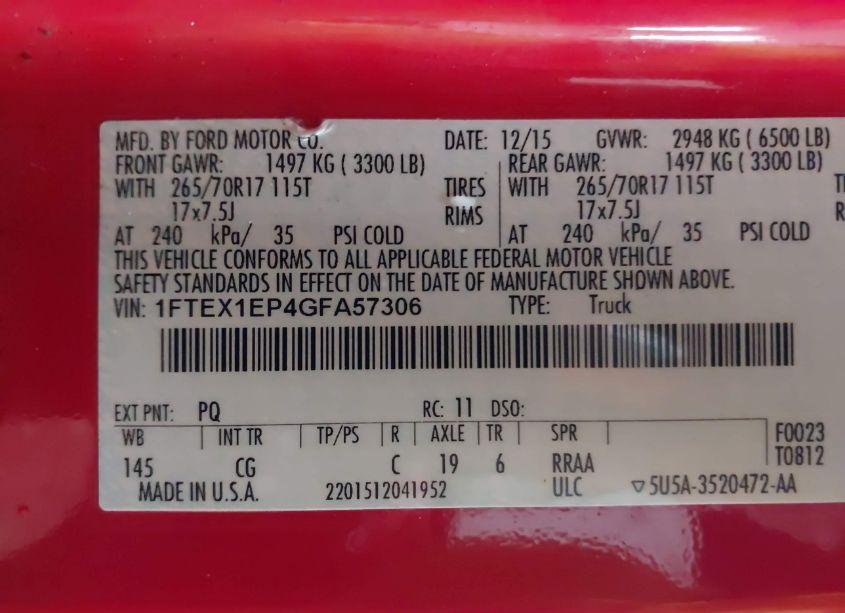 MFD. BY FORD MOTOR CO. DATE: 12/15 GVWR: 2948 KG ( 6500 LB)
FRONT GAWR: 1497 KG ( 3300 LB) REAR GAWR: 1497 KG ( 3300 LB)
WITH 265/70R17 115T TIRES WITH 265/70R17 115T
17x7.5J RIMS 17x7.5J
AT 240 kPa/ 35 PSI COLD AT 240 kPa/ 35 PSI COLD
THIS VEHICLE CONFORMS TO ALL APPLICABLE FEDERAL MOTOR VEHICLE
SAFETY STANDARDS IN EFFECT ON THE DATE OF MANUFACTURE SHOWN ABOVE.
VIN: 1FTEX1EP4GFA57306 TYPE: Truck
EXT PNT: PQ RC: 11 DSO:
WB INT TR TP/PS R AXLE TR SPR F0023
145 CG C 19 6 RRAA T0812
MADE IN U.S.A. 2201512041952 ULC ▽5U5A-3520472-AA